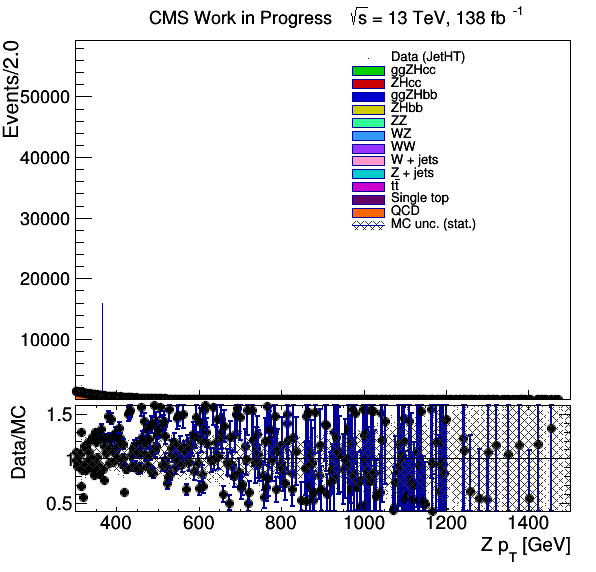 CMS Work in Progress √s = 13 TeV, 138 fb⁻¹
Events/2.0
50000
40000
30000
20000
10000
Data (JetHT)
ggZHcc
ZHcc
ggZHbb
ZHbb
ZZ
WZ
WW
W + jets
Z + jets
tt̄
Single top
QCD
MC unc. (stat.)
Data/MC
1.5
1
0.5
400 600 800 1000 1200 1400
Z p_T [GeV]